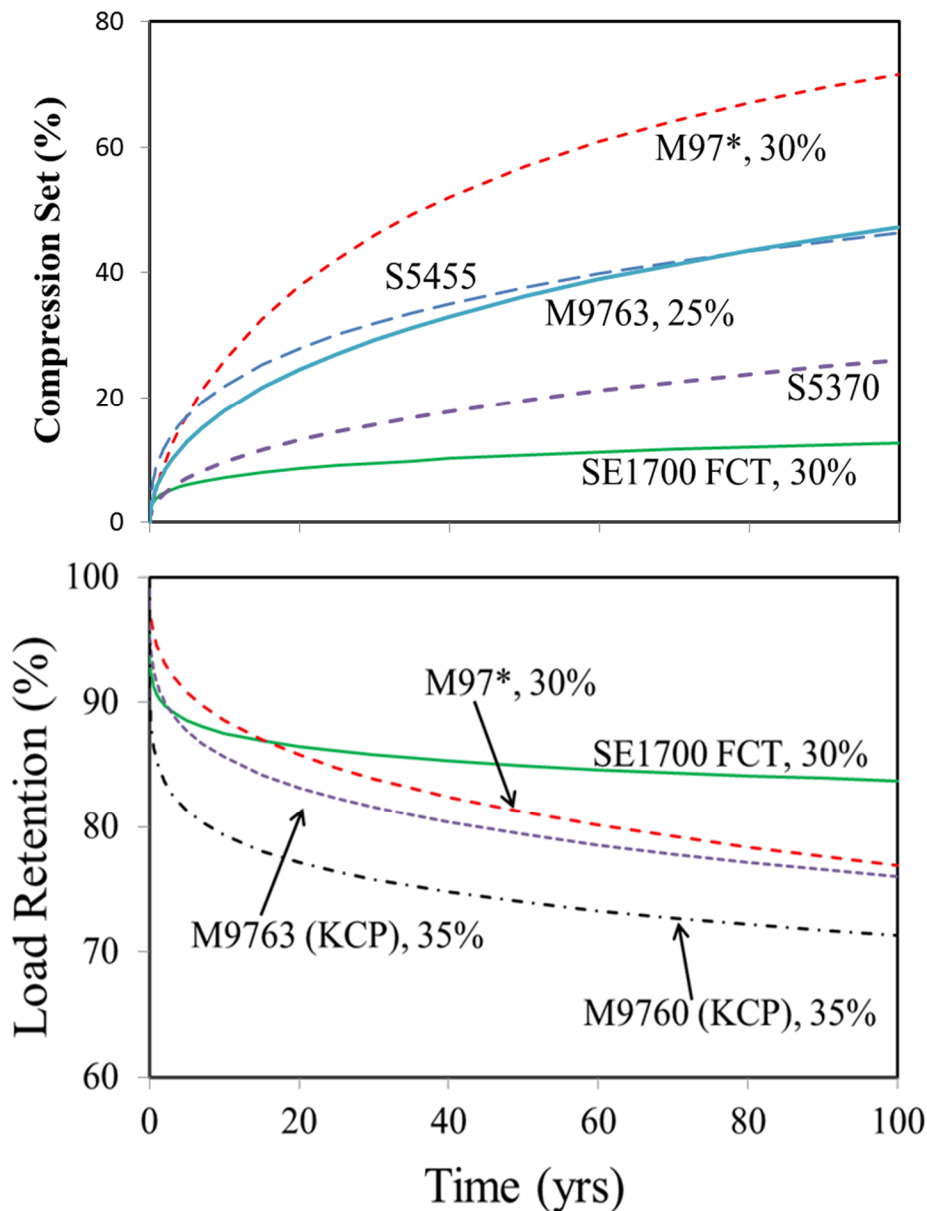 80
60
40
20
0
Compression Set (%)
M97*, 30%
S5455
M9763, 25%
S5370
SE1700 FCT, 30%
100
90
80
70
60
Load Retention (%)
M97*, 30%
SE1700 FCT, 30%
M9763 (KCP), 35%
M9760 (KCP), 35%
0 20 40 60 80 100
Time (yrs)